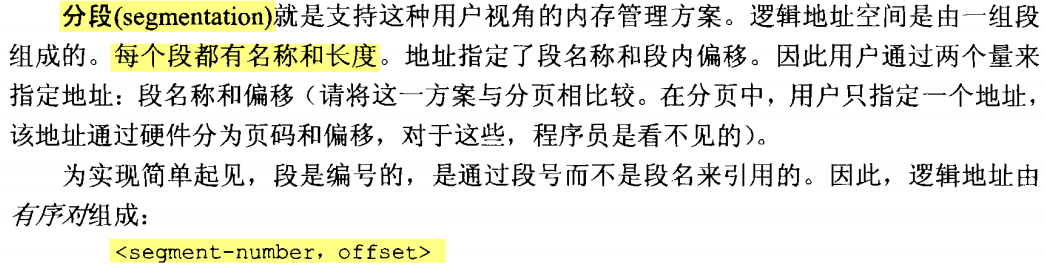 分段(segmentation)就是支持这种用户视角的内存管理方案。逻辑地址空间是由一组段
组成的。每个段都有名称和长度。地址指定了段名称和段内偏移。因此用户通过两个量来
指定地址：段名称和偏移（请将这一方案与分页相比较。在分页中，用户只指定一个地址，
该地址通过硬件分为页码和偏移，对于这些，程序员是看不见的）。
为实现简单起见，段是编号的，是通过段号而不是段名来引用的。因此，逻辑地址由
有序对组成：
<segment-number, offset>